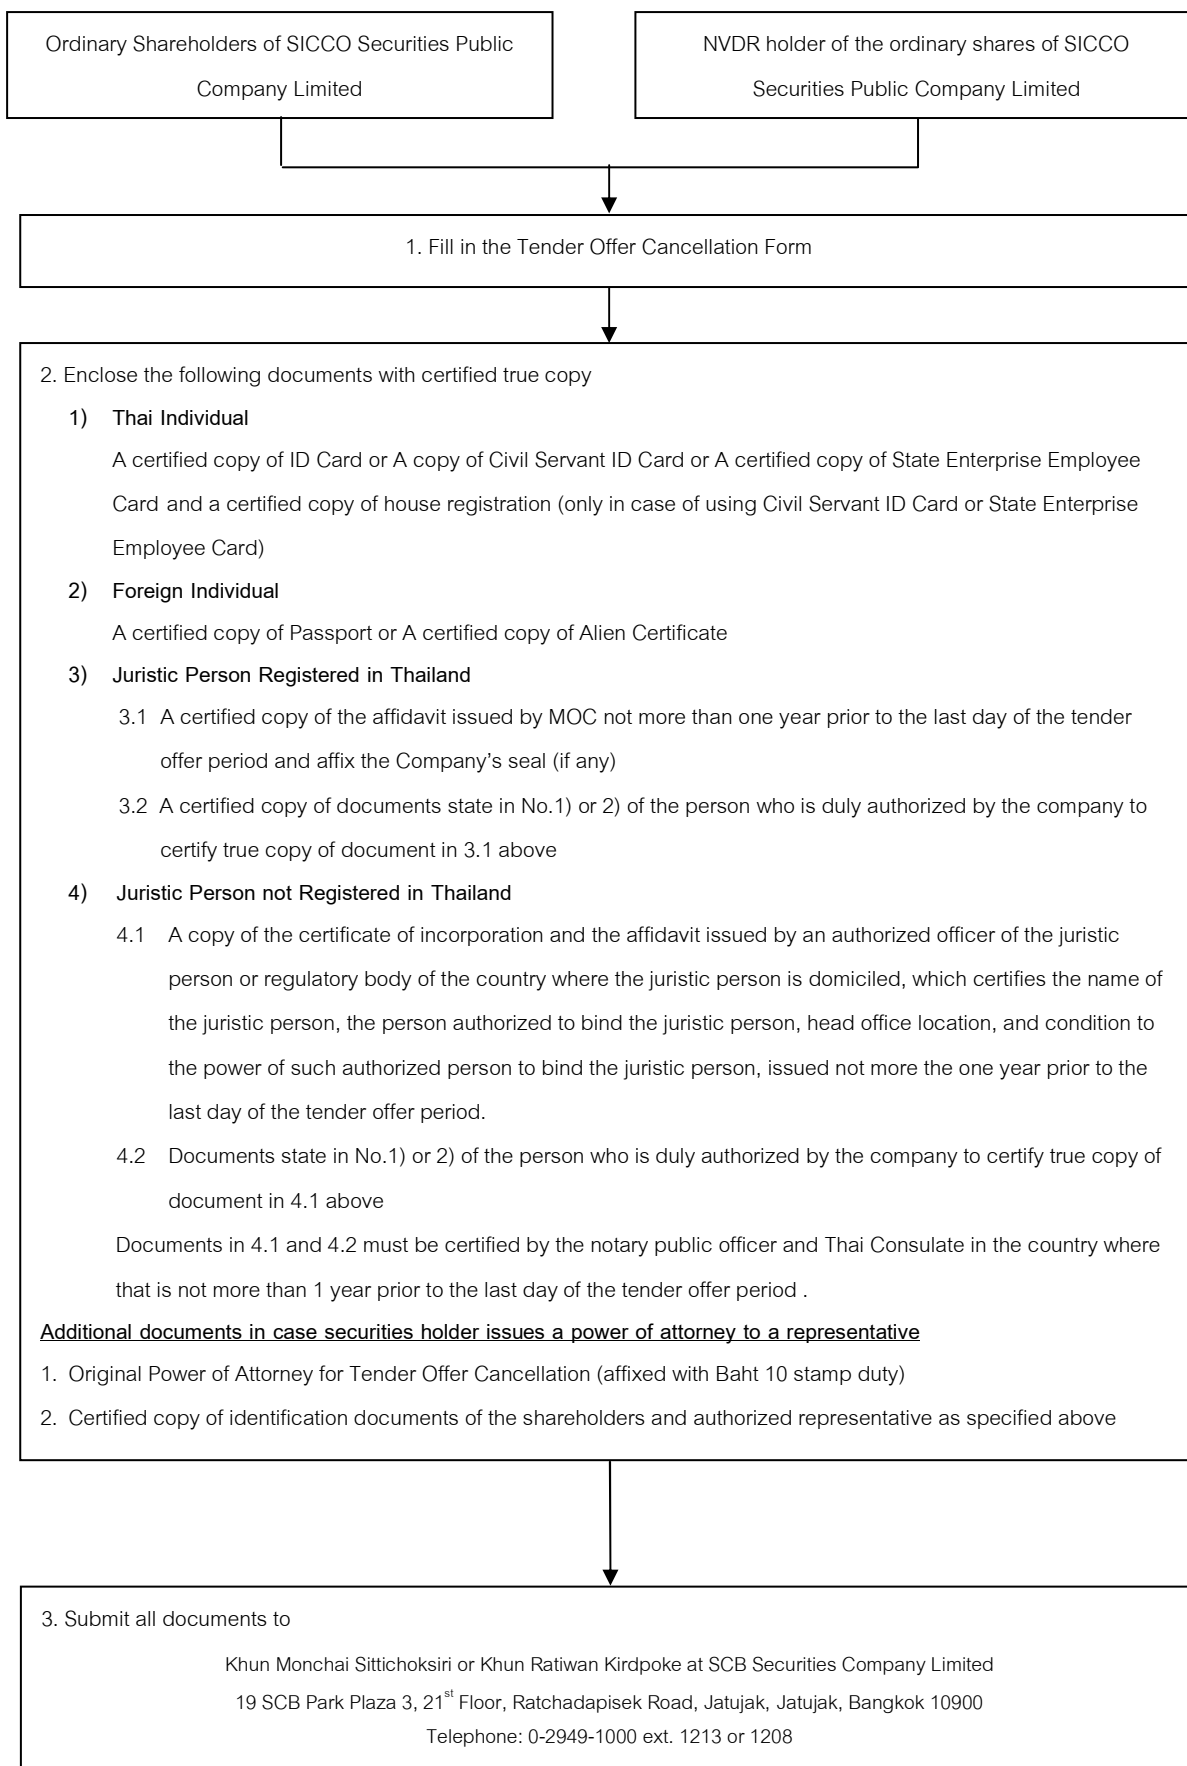 Ordinary Shareholders of SICCO Securities Public
Company Limited
NVDR holder of the ordinary shares of SICCO
Securities Public Company Limited
1. Fill in the Tender Offer Cancellation Form
2. Enclose the following documents with certified true copy
1) Thai Individual
A certified copy of ID Card or A copy of Civil Servant ID Card or A certified copy of State Enterprise Employee
Card and a certified copy of house registration (only in case of using Civil Servant ID Card or State Enterprise
Employee Card)
2) Foreign Individual
A certified copy of Passport or A certified copy of Alien Certificate
3) Juristic Person Registered in Thailand
3.1 A certified copy of the affidavit issued by MOC not more than one year prior to the last day of the tender
offer period and affix the Company's seal (if any)
3.2 A certified copy of documents state in No.1) or 2) of the person who is duly authorized by the company to
certify true copy of document in 3.1 above
4) Juristic Person not Registered in Thailand
4.1 A copy of the certificate of incorporation and the affidavit issued by an authorized officer of the juristic
person or regulatory body of the country where the juristic person is domiciled, which certifies the name of
the juristic person, the person authorized to bind the juristic person, head office location, and condition to
the power of such authorized person to bind the juristic person, issued not more the one year prior to the
last day of the tender offer period.
4.2 Documents state in No.1) or 2) of the person who is duly authorized by the company to certify true copy of
document in 4.1 above
Documents in 4.1 and 4.2 must be certified by the notary public officer and Thai Consulate in the country where
that is not more than 1 year prior to the last day of the tender offer period .
Additional documents in case securities holder issues a power of attorney to a representative
1. Original Power of Attorney for Tender Offer Cancellation (affixed with Baht 10 stamp duty)
2. Certified copy of identification documents of the shareholders and authorized representative as specified above
3. Submit all documents to
Khun Monchai Sittichoksiri or Khun Ratiwan Kirdpoke at SCB Securities Company Limited
19 SCB Park Plaza 3, 21st Floor, Ratchadapisek Road, Jatujak, Jatujak, Bangkok 10900
Telephone: 0-2949-1000 ext. 1213 or 1208